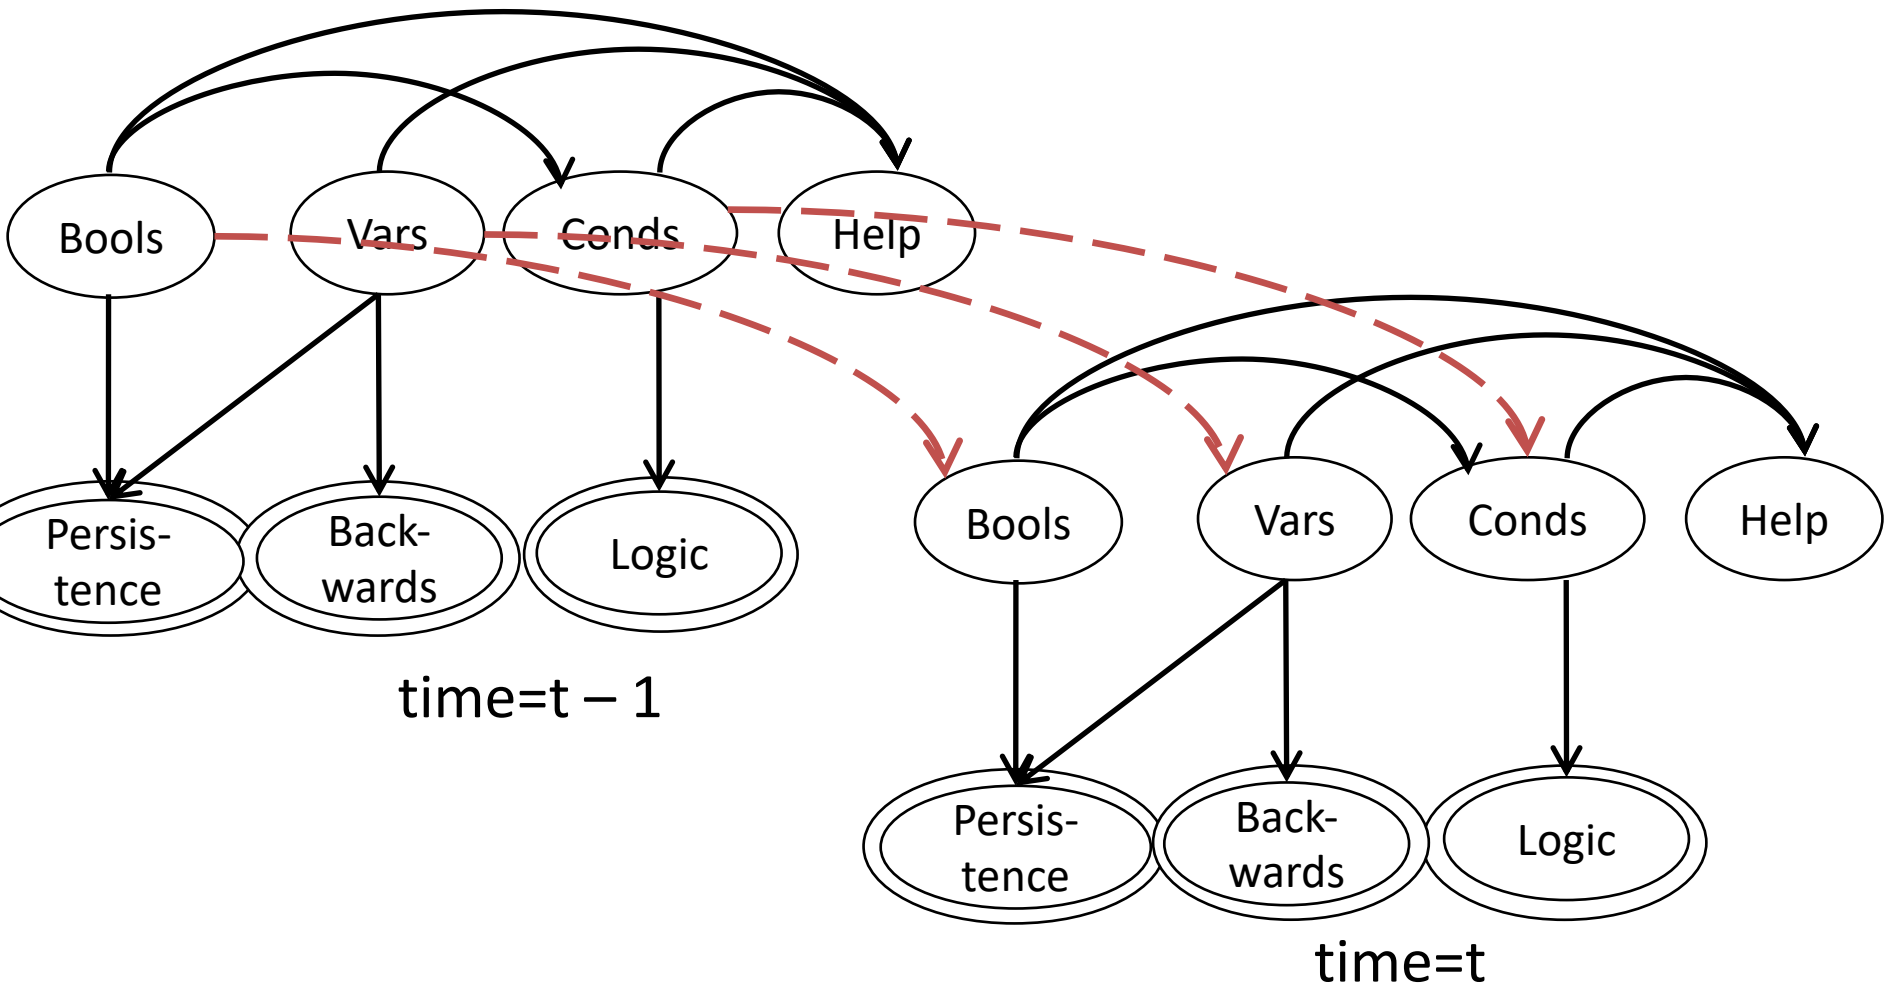 Bools
Vars
Conds
Help
Persis-
tence
Back-
wards
Logic
time=t – 1
Bools
Vars
Conds
Help
Persis-
tence
Back-
wards
Logic
time=t